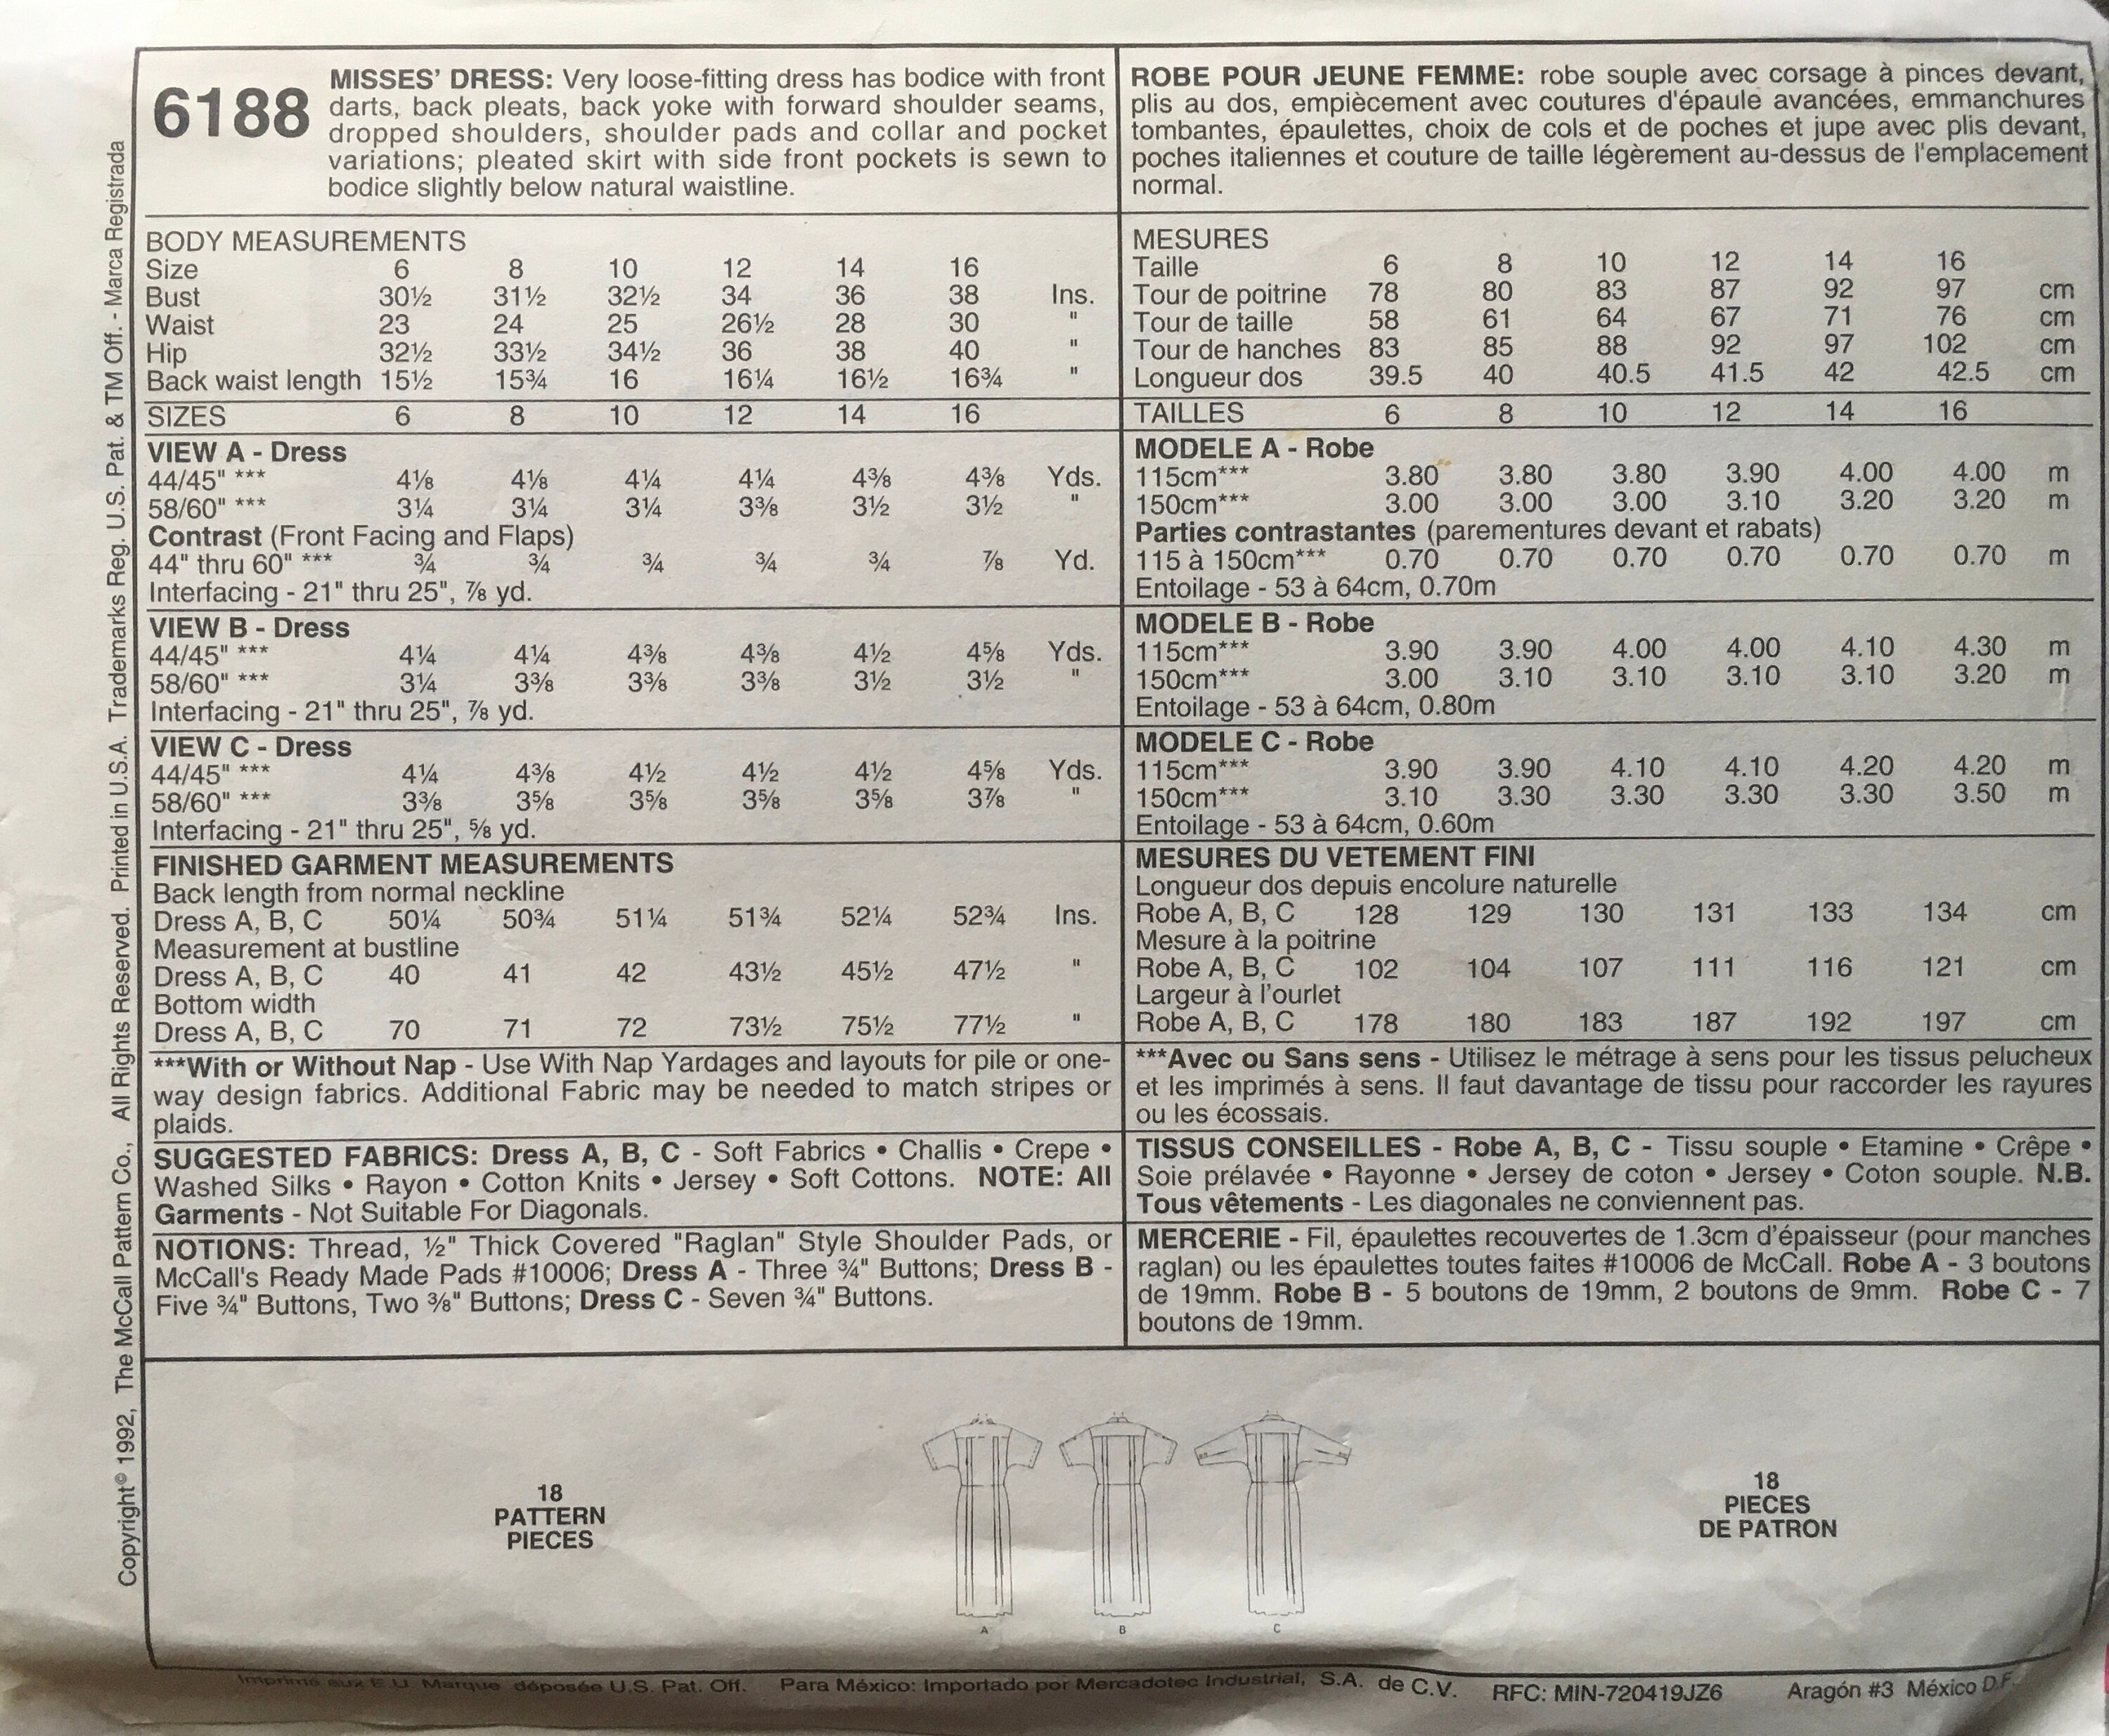 6188
MISSES' DRESS: Very loose-fitting dress has bodice with front
darts, back pleats, back yoke with forward shoulder seams,
dropped shoulders, shoulder pads and collar and pocket
variations; pleated skirt with side front pockets is sewn to
bodice slightly below natural waistline.
BODY MEASUREMENTS
Size 6 8 10 12 14 16
Bust 30½ 31½ 32½ 34 36 38 Ins.
Waist 23 24 25 26½ 28 30 "
Hip 32½ 33½ 34½ 36 38 40 "
Back waist length 15½ 15¾ 16 16¼ 16½ 16¾ "
SIZES 6 8 10 12 14 16
VIEW A - Dress
44/45" *** 4⅛ 4⅛ 4¼ 4¼ 4⅜ 4⅜ Yds.
58/60" *** 3¼ 3¼ 3¼ 3⅜ 3½ 3½ "
Contrast (Front Facing and Flaps)
44" thru 60" *** ¾ ¾ ¾ ¾ ¾ ⅞ Yd.
Interfacing - 21" thru 25", ⅞ yd.
VIEW B - Dress
44/45" *** 4¼ 4¼ 4⅜ 4⅜ 4½ 4⅝ Yds.
58/60" *** 3¼ 3⅜ 3⅜ 3⅜ 3½ 3½ "
Interfacing - 21" thru 25", ⅞ yd.
VIEW C - Dress
44/45" *** 4¼ 4⅜ 4½ 4½ 4½ 4⅝ Yds.
58/60" *** 3⅜ 3⅝ 3⅝ 3⅝ 3⅝ 3⅞ "
Interfacing - 21" thru 25", ⅝ yd.
FINISHED GARMENT MEASUREMENTS
Back length from normal neckline
Dress A, B, C 50¼ 50¾ 51¼ 51¾ 52¼ 52¾ Ins.
Measurement at bustline
Dress A, B, C 40 41 42 43½ 45½ 47½ "
Bottom width
Dress A, B, C 70 71 72 73½ 75½ 77½ "
***With or Without Nap - Use With Nap Yardages and layouts for pile or one-
way design fabrics. Additional Fabric may be needed to match stripes or
plaids.
SUGGESTED FABRICS: Dress A, B, C - Soft Fabrics • Challis • Crepe •
Washed Silks • Rayon • Cotton Knits • Jersey • Soft Cottons. NOTE: All
Garments - Not Suitable For Diagonals.
NOTIONS: Thread, ½" Thick Covered "Raglan" Style Shoulder Pads, or
McCall's Ready Made Pads #10006; Dress A - Three ¾" Buttons; Dress B -
Five ¾" Buttons, Two ⅜" Buttons; Dress C - Seven ¾" Buttons.
ROBE POUR JEUNE FEMME: robe souple avec corsage à pinces devant,
plis au dos, empiècement avec coutures d'épaule avancées, emmanchures
tombantes, épaulettes, choix de cols et de poches et jupe avec plis devant,
poches italiennes et couture de taille légèrement au-dessus de l'emplacement
normal.
MESURES
Taille 6 8 10 12 14 16
Tour de poitrine 78 80 83 87 92 97 cm
Tour de taille 58 61 64 67 71 76 cm
Tour de hanches 83 85 88 92 97 102 cm
Longueur dos 39.5 40 40.5 41.5 42 42.5 cm
TAILLES 6 8 10 12 14 16
MODELE A - Robe
115cm*** 3.80 3.80 3.80 3.90 4.00 4.00 m
150cm*** 3.00 3.00 3.00 3.10 3.20 3.20 m
Parties contrastantes (parementures devant et rabats)
115 à 150cm*** 0.70 0.70 0.70 0.70 0.70 0.70 m
Entoilage - 53 à 64cm, 0.70m
MODELE B - Robe
115cm*** 3.90 3.90 4.00 4.00 4.10 4.30 m
150cm*** 3.00 3.10 3.10 3.10 3.10 3.20 m
Entoilage - 53 à 64cm, 0.80m
MODELE C - Robe
115cm*** 3.90 3.90 4.10 4.10 4.20 4.20 m
150cm*** 3.10 3.30 3.30 3.30 3.30 3.50 m
Entoilage - 53 à 64cm, 0.60m
MESURES DU VETEMENT FINI
Longueur dos depuis encolure naturelle
Robe A, B, C 128 129 130 131 133 134 cm
Mesure à la poitrine
Robe A, B, C 102 104 107 111 116 121 cm
Largeur à l'ourlet
Robe A, B, C 178 180 183 187 192 197 cm
***Avec ou Sans sens - Utilisez le métrage à sens pour les tissus pelucheux
et les imprimés à sens. Il faut davantage de tissu pour raccorder les rayures
ou les écossais.
TISSUS CONSEILLES - Robe A, B, C - Tissu souple • Etamine • Crêpe •
Soie prélavée • Rayonne • Jersey de coton • Jersey • Coton souple. N.B.
Tous vêtements - Les diagonales ne conviennent pas.
MERCERIE - Fil, épaulettes recouvertes de 1.3cm d'épaisseur (pour manches
raglan) ou les épaulettes toutes faites #10006 de McCall. Robe A - 3 boutons
de 19mm. Robe B - 5 boutons de 19mm, 2 boutons de 9mm. Robe C - 7
boutons de 19mm.
18
PATTERN
PIECES
A B C
18
PIECES
DE PATRON
Imprimé aux E.U. Marque déposée U.S. Pat. Off. Para México: Importado por Mercadotec Industrial, S.A. de C.V. RFC: MIN-720419JZ6 Aragón #3 México D.F.
Copyright© 1992, The McCall Pattern Co., All Rights Reserved. Printed in U.S.A. Trademarks Reg. U.S. Pat. & TM Off. - Marca Registrada